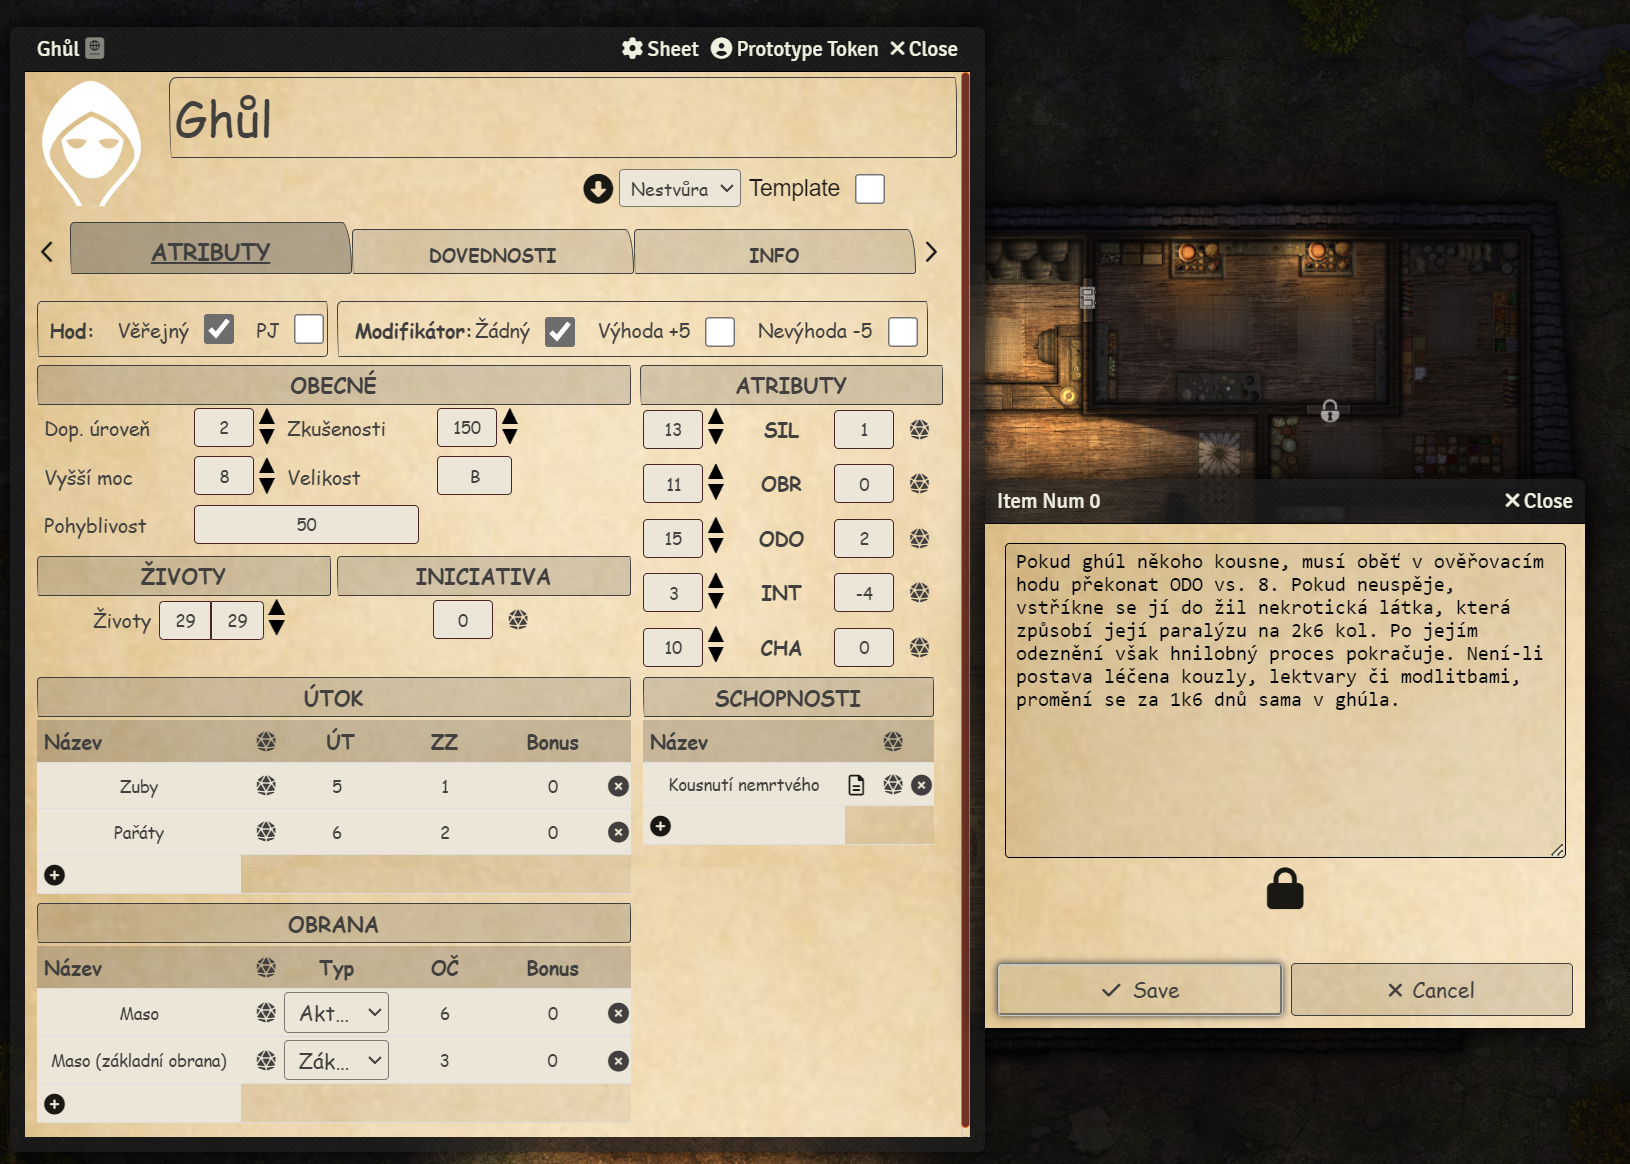 Ghůl Sheet Prototype Token Close
Ghůl
Nestvůra Template
ATRIBUTY DOVEDNOSTI INFO
Hod: Věřejný PJ Modifikátor: Žádný Výhoda +5 Nevýhoda -5
OBECNÉ
Dop. úroveň 2 Zkušenosti 150
Vyšší moc 8 Velikost B
Pohyblivost 50
ŽIVOTY INICIATIVA
Životy 29 29 0
ATRIBUTY
13 SIL 1
11 OBR 0
15 ODO 2
3 INT -4
10 CHA 0
ÚTOK
Název ÚT ZZ Bonus
Zuby 5 1 0
Pařáty 6 2 0
SCHOPNOSTI
Název
Kousnutí nemrtvého
OBRANA
Název Typ OČ Bonus
Maso Akt... 6 0
Maso (základní obrana) Zák... 3 0
Item Num 0 Close
Pokud ghúl někoho kousne, musí oběť v ověřovacím
hodu překonat ODO vs. 8. Pokud neuspěje,
vstříkne se jí do žil nekrotická látka, která
způsobí její paralýzu na 2k6 kol. Po jejím
odeznění však hnilobný proces pokračuje. Není-li
postava léčena kouzly, lektvary či modlitbami,
promění se za 1k6 dnů sama v ghúla.
Save Cancel